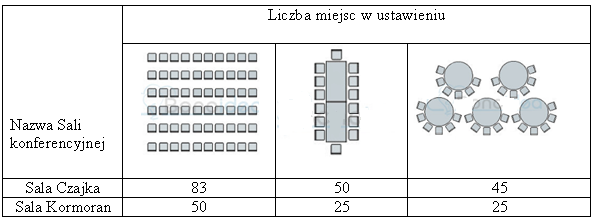 Liczba miejsc w ustawieniu
Nazwa Sali
konferencyjnej
Sala Czajka 83 50 45
Sala Kormoran 50 25 25